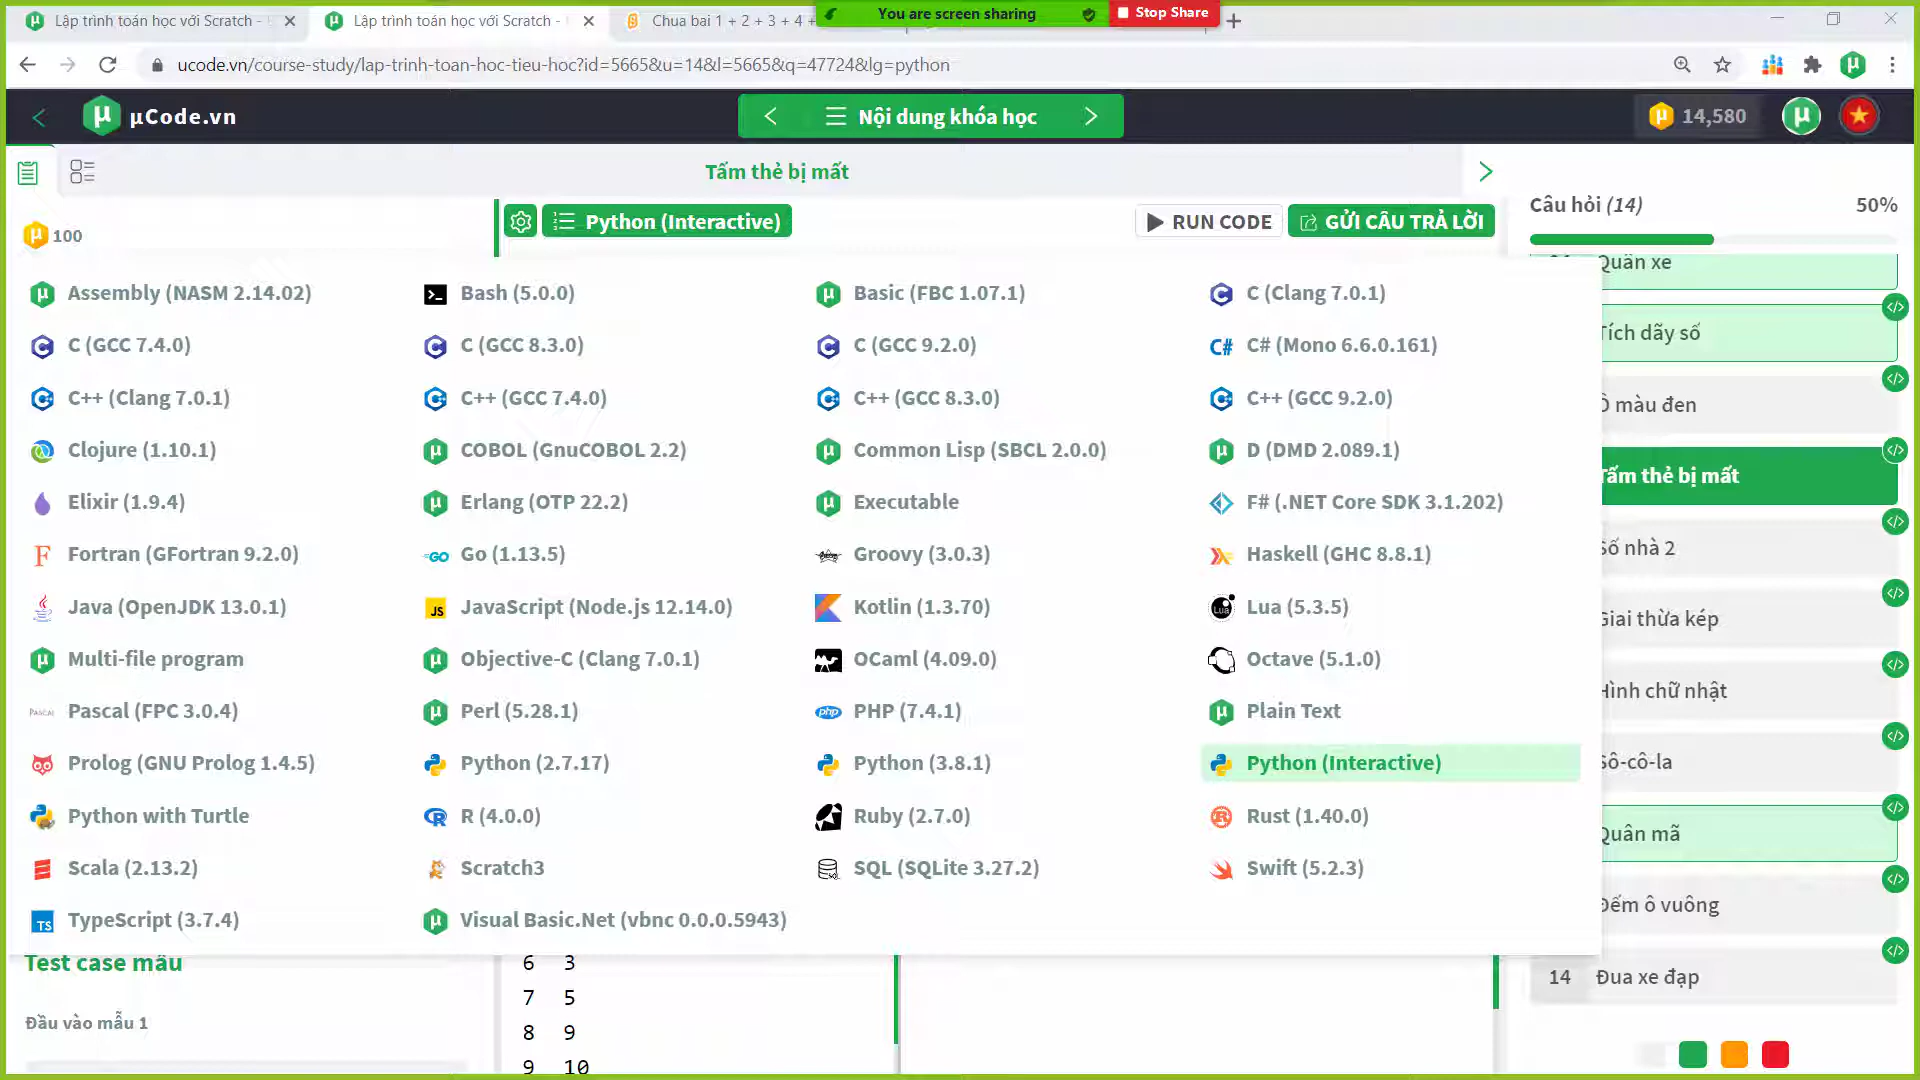 Lập trình toán học với Scratch -
Lập trình toán học với Scratch -
Chua bai 1 + 2 + 3 + 4 +
You are screen sharing
Stop Share
ucode.vn/course-study/lap-trinh-toan-hoc-tieu-hoc?id=5665&u=14&l=5665&q=47724&lg=python
µCode.vn
Nội dung khóa học
14,580
Tấm thẻ bị mất
Câu hỏi (14)
50%
100
Python (Interactive)
RUN CODE
GỬI CÂU TRẢ LỜI
Assembly (NASM 2.14.02)
Bash (5.0.0)
Basic (FBC 1.07.1)
C (Clang 7.0.1)
C (GCC 7.4.0)
C (GCC 8.3.0)
C (GCC 9.2.0)
C# (Mono 6.6.0.161)
C++ (Clang 7.0.1)
C++ (GCC 7.4.0)
C++ (GCC 8.3.0)
C++ (GCC 9.2.0)
Clojure (1.10.1)
COBOL (GnuCOBOL 2.2)
Common Lisp (SBCL 2.0.0)
D (DMD 2.089.1)
Elixir (1.9.4)
Erlang (OTP 22.2)
Executable
F# (.NET Core SDK 3.1.202)
Fortran (GFortran 9.2.0)
Go (1.13.5)
Groovy (3.0.3)
Haskell (GHC 8.8.1)
Java (OpenJDK 13.0.1)
JavaScript (Node.js 12.14.0)
Kotlin (1.3.70)
Lua (5.3.5)
Multi-file program
Objective-C (Clang 7.0.1)
OCaml (4.09.0)
Octave (5.1.0)
Pascal (FPC 3.0.4)
Perl (5.28.1)
PHP (7.4.1)
Plain Text
Prolog (GNU Prolog 1.4.5)
Python (2.7.17)
Python (3.8.1)
Python (Interactive)
Python with Turtle
R (4.0.0)
Ruby (2.7.0)
Rust (1.40.0)
Scala (2.13.2)
Scratch3
SQL (SQLite 3.27.2)
Swift (5.2.3)
TypeScript (3.7.4)
Visual Basic.Net (vbnc 0.0.0.5943)
Quân xe
Tích dãy số
Ô màu đen
Tấm thẻ bị mất
Số nhà 2
Giai thừa kép
Hình chữ nhật
Sô-cô-la
Quân mã
Đếm ô vuông
14 Đua xe đạp
Test case mẫu
Đầu vào mẫu 1
6 3
7 5
8 9
9 10